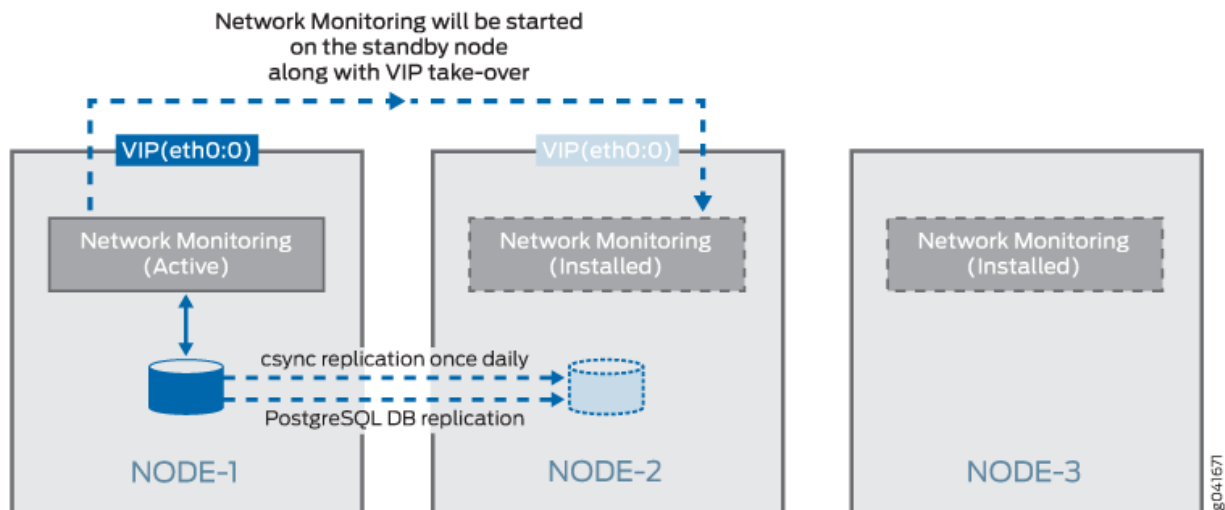 Network Monitoring will be started
on the standby node
along with VIP take-over
VIP(eth0:0)
VIP(eth0:0)
Network Monitoring
(Active)
Network Monitoring
(Installed)
Network Monitoring
(Installed)
csync replication once daily
PostgreSQL DB replication
NODE-1
NODE-2
NODE-3
g041671